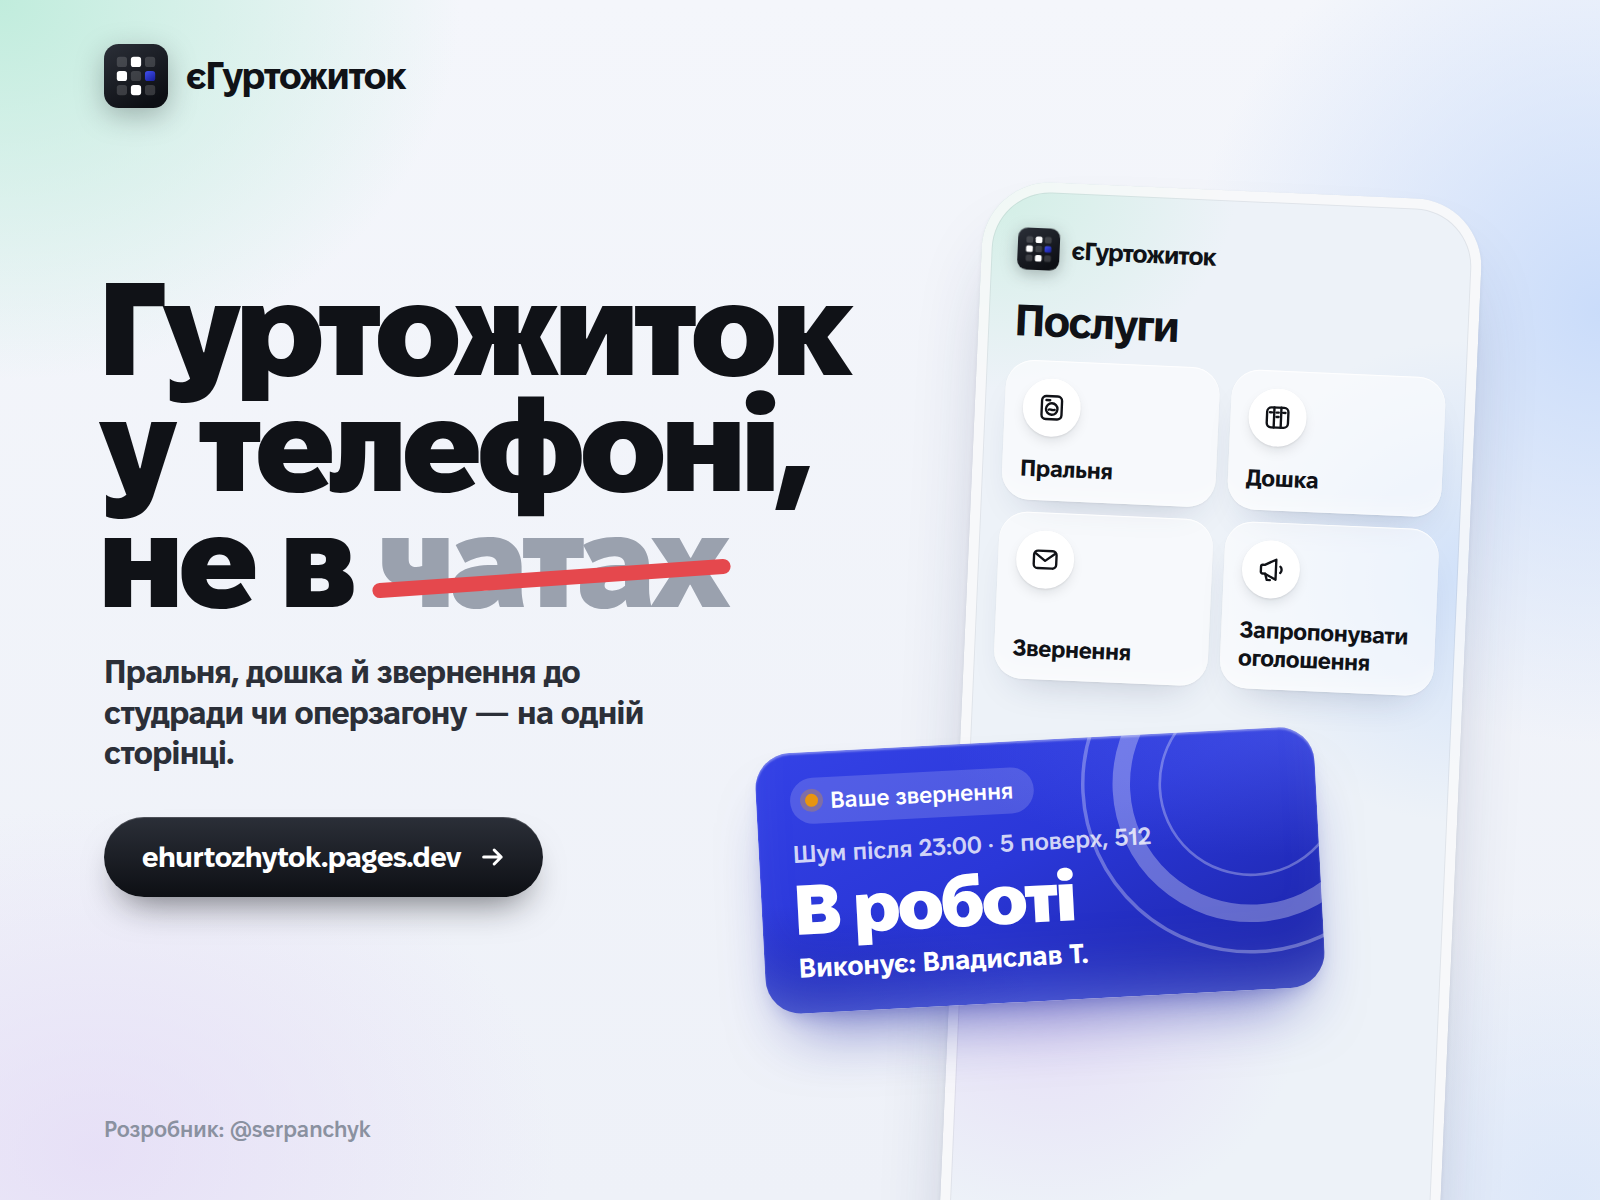 єГуртожиток
Гуртожиток
у телефоні,
не в чатах
Пральня, дошка й звернення до
студради чи оперзагону — на одній
сторінці.
ehurtozhytok.pages.dev →
Розробник: @serpanchyk
єГуртожиток
Послуги
Пральня
Дошка
Звернення
Запропонувати
оголошення
Ваше звернення
Шум після 23:00 · 5 поверх, 512
В роботі
Виконує: Владислав Т.